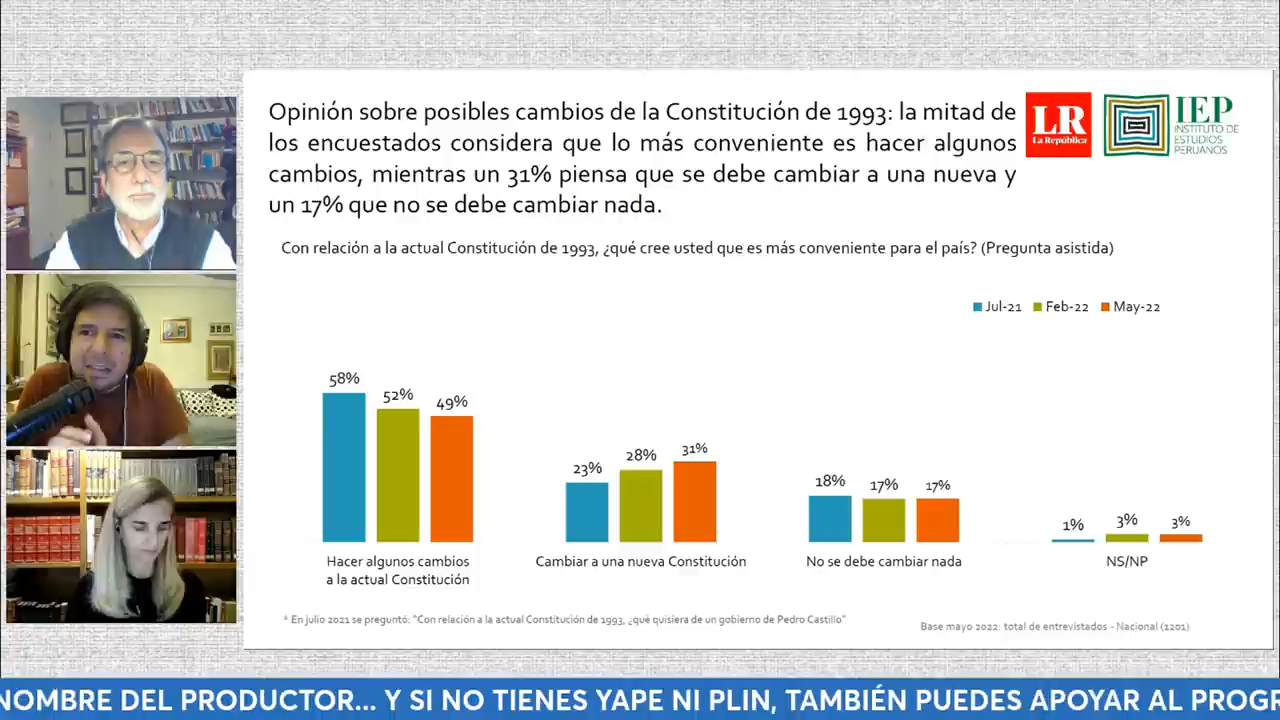 Opinión sobre posibles cambios de la Constitución de 1993: la mitad de
los encuestados considera que lo más conveniente es hacer algunos
cambios, mientras un 31% piensa que se debe cambiar a una nueva y
un 17% que no se debe cambiar nada.
LR
La República
IEP
INSTITUTO DE
ESTUDIOS
PERUANOS
Con relación a la actual Constitución de 1993, ¿qué cree usted que es más conveniente para el país? (Pregunta asistida)
Jul-21 Feb-22 May-22
58% 52% 49%
23% 28% 31%
18% 17% 17%
1% 3% 3%
Hacer algunos cambios
a la actual Constitución
Cambiar a una nueva Constitución
No se debe cambiar nada
NS/NP
* En julio 2021 se preguntó: "Con relación a la actual Constitución de 1993, ¿qué quisiera de un gobierno de Pedro Castillo"
Base mayo 2022: total de entrevistados - Nacional (1201)
NOMBRE DEL PRODUCTOR... Y SI NO TIENES YAPE NI PLIN, TAMBIÉN PUEDES APOYAR AL PROGR